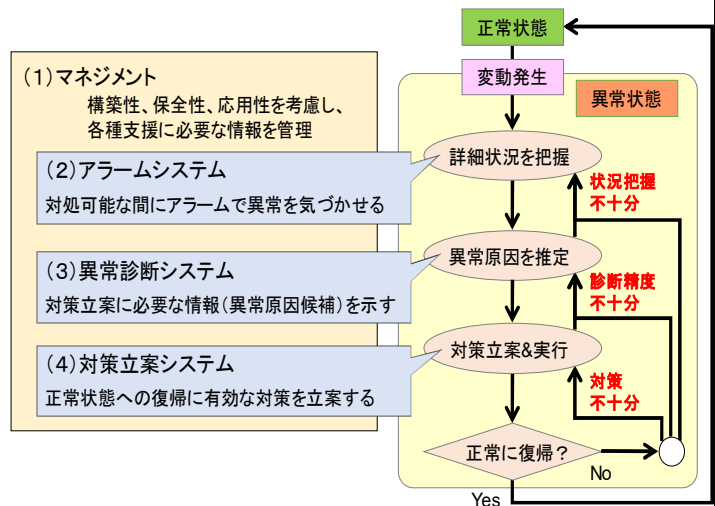 正常状態
(1)マネジメント
構築性、保全性、応用性を考慮し、
各種支援に必要な情報を管理
(2)アラームシステム
対処可能な間にアラームで異常を気づかせる
(3)異常診断システム
対策立案に必要な情報(異常原因候補)を示す
(4)対策立案システム
正常状態への復帰に有効な対策を立案する
変動発生
異常状態
詳細状況を把握
状況把握
不十分
異常原因を推定
診断精度
不十分
対策立案&実行
対策
不十分
正常に復帰？
No
Yes